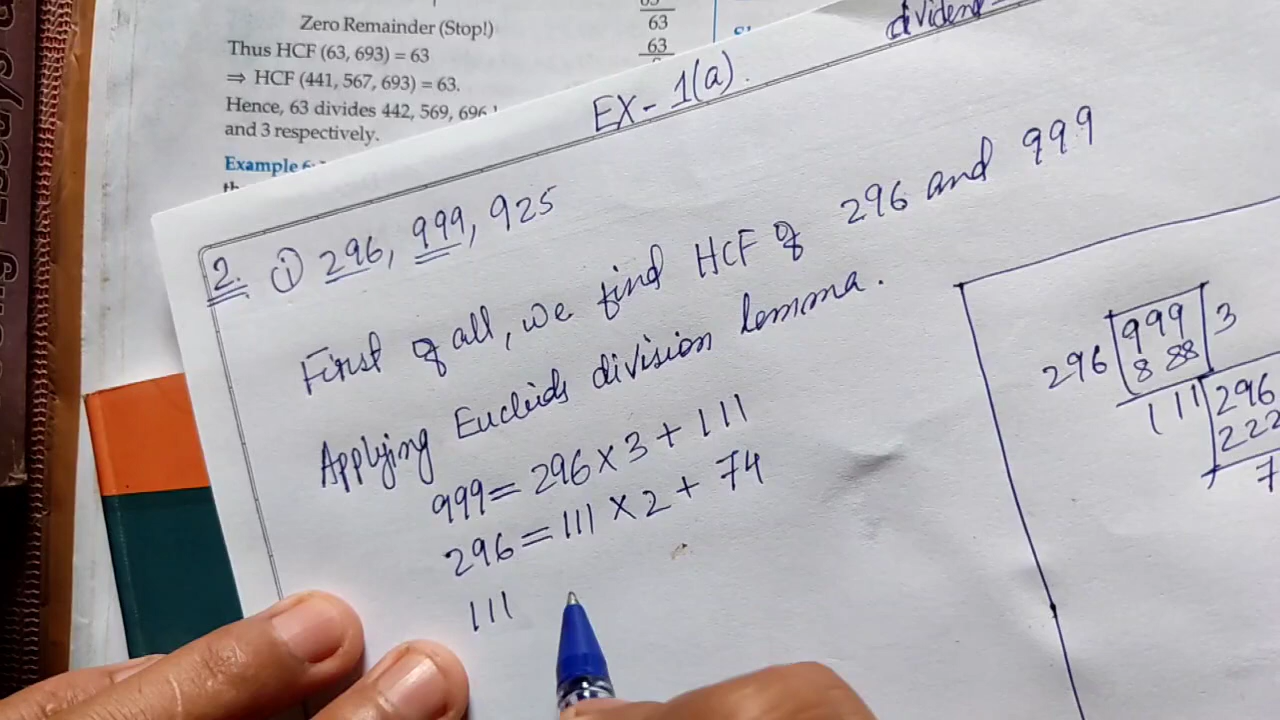 Zero Remainder (Stop!)
Thus HCF (63, 693) = 63
⇒ HCF (441, 567, 693) = 63.
Hence, 63 divides 442, 569, 696
and 3 respectively.
Example
63
63
EX - 1(a).
2. (i) 296, 999, 925
First of all, we find HCF of 296 and 999
Applying Euclids division lemma.
999 = 296 × 3 + 111
296 = 111 × 2 + 74
111
296 999 3
888
111 296
222
7